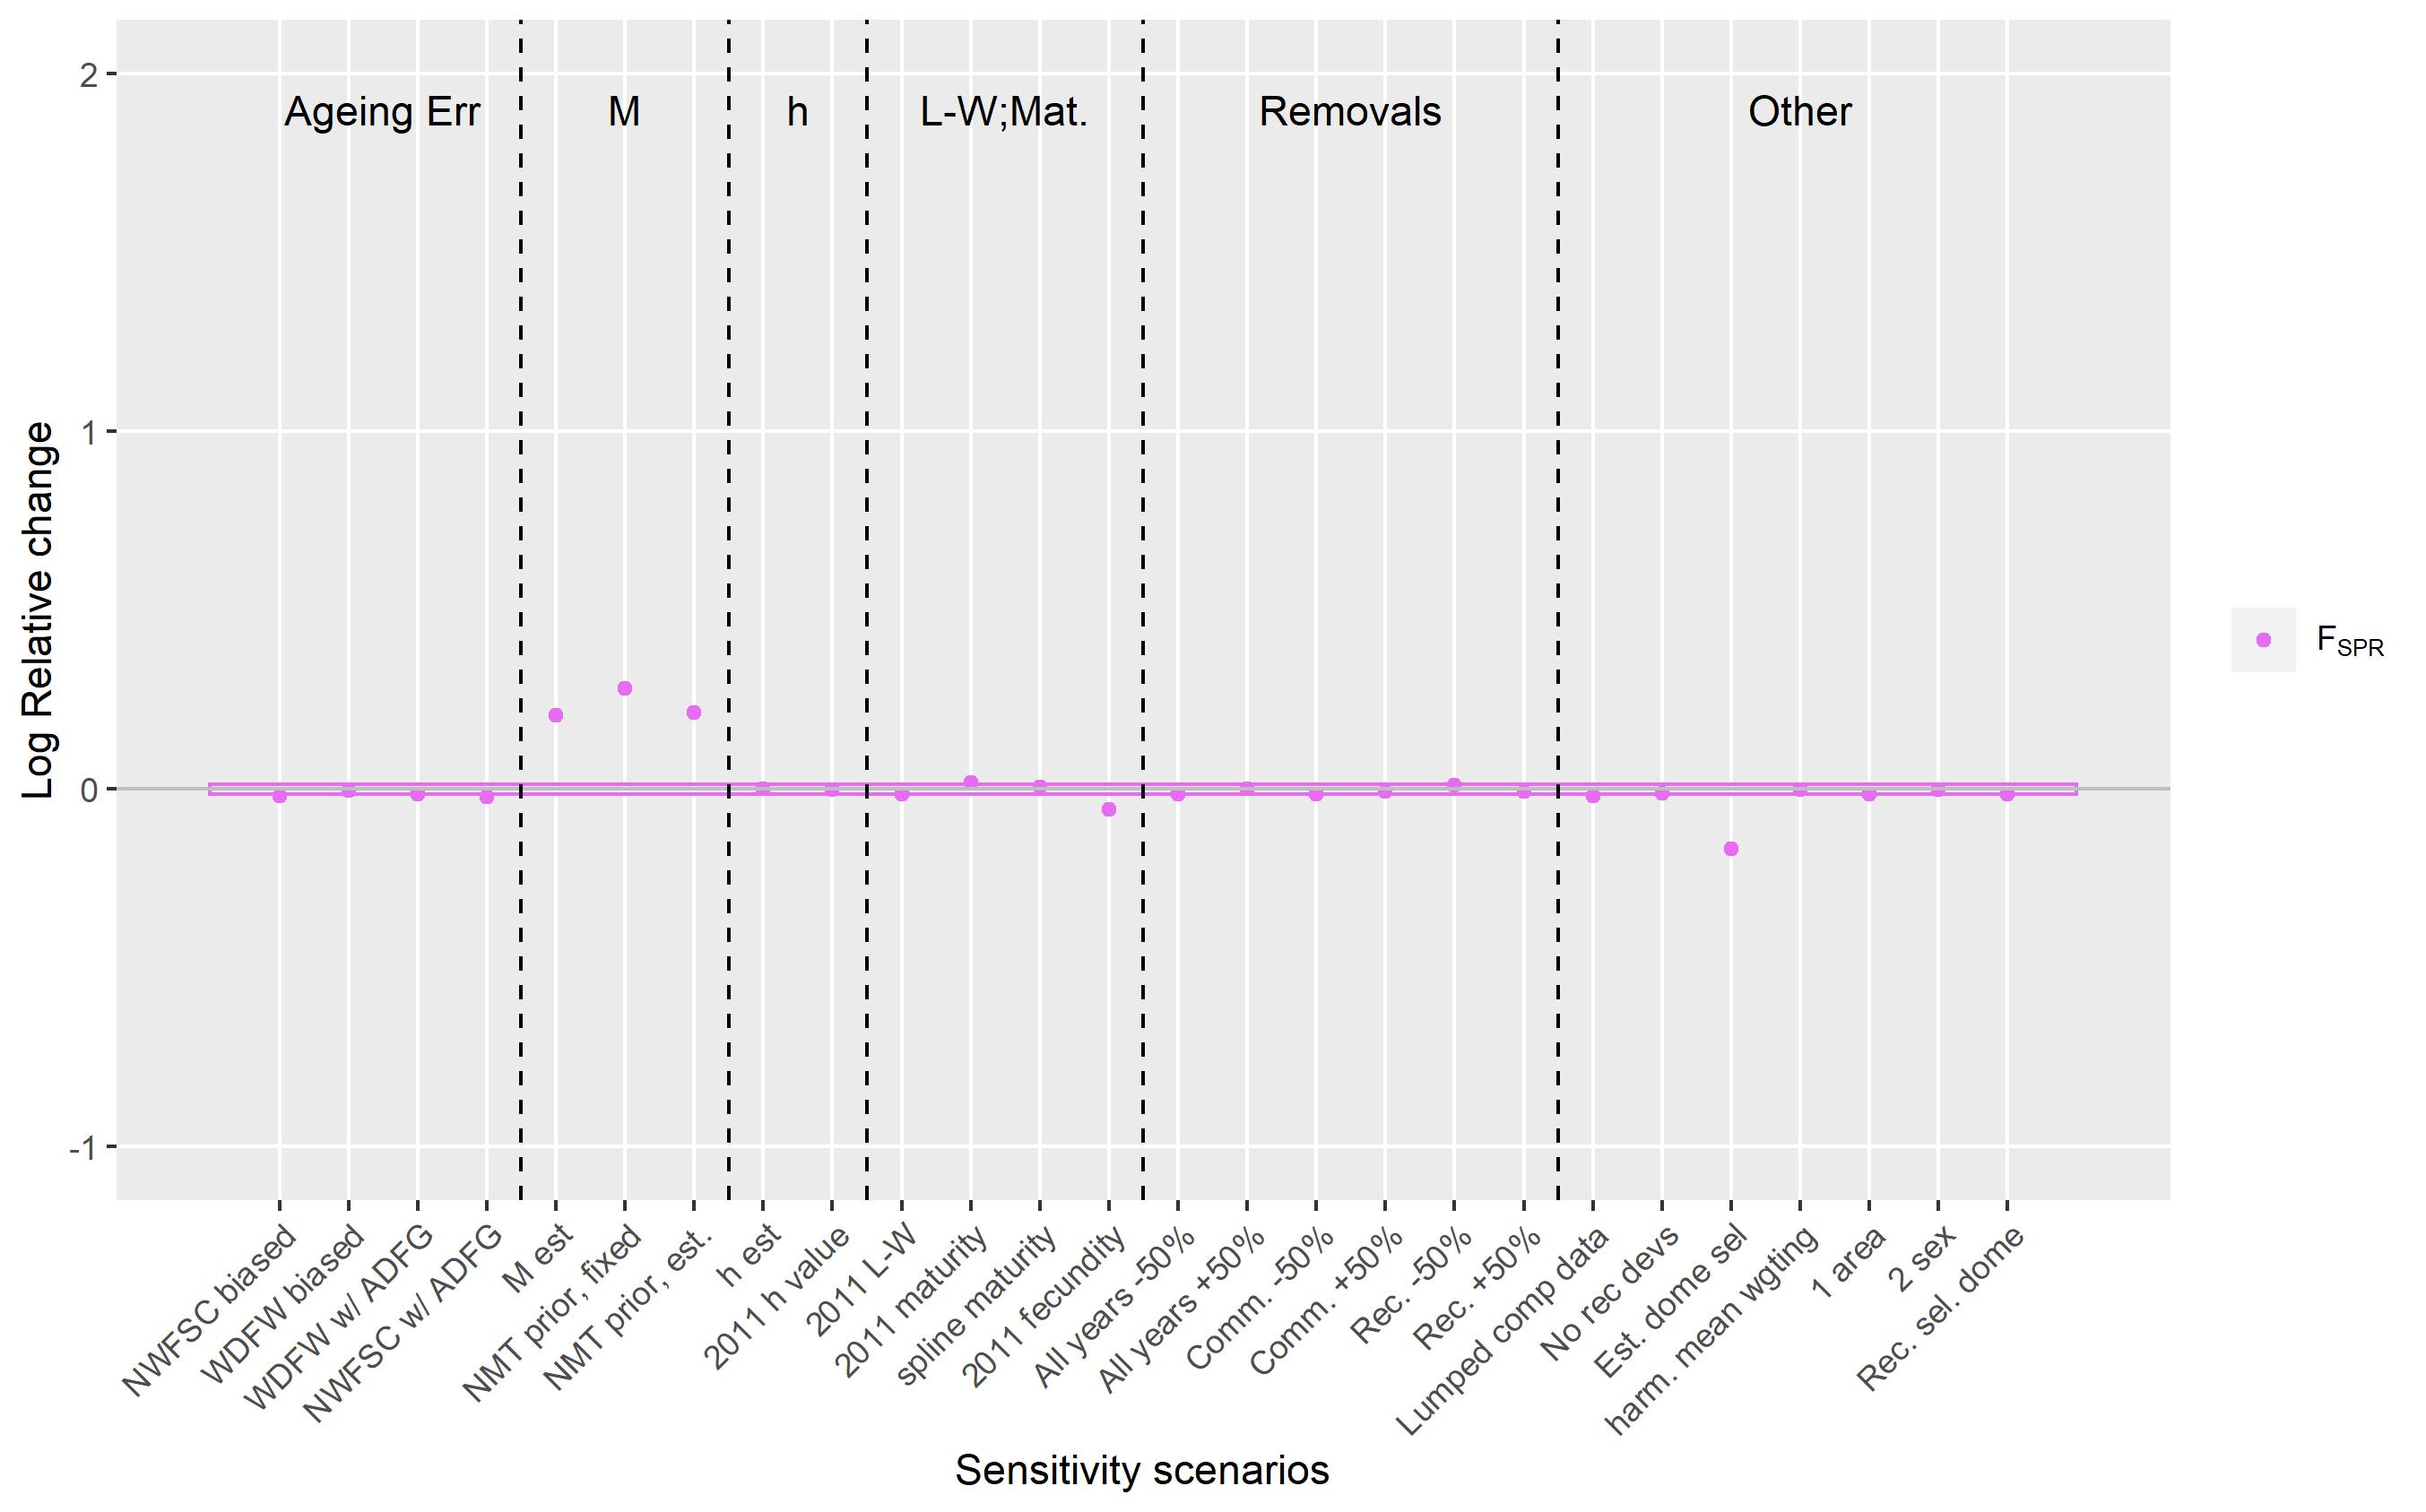 2
1
0
-1
Log Relative change
Ageing Err
M
h
L-W;Mat.
Removals
Other
NWFSC biased
WDFW biased
WDFW w/ ADFG
NWFSC w/ ADFG
M est
NMT prior, fixed
NMT prior, est.
h est
2011 h value
2011 L-W
2011 maturity
spline maturity
2011 fecundity
All years -50%
All years +50%
Comm. -50%
Comm. +50%
Rec. -50%
Rec. +50%
Lumped comp data
No rec devs
Est. dome sel
harm. mean wgting
1 area
2 sex
Rec. sel. dome
Sensitivity scenarios
FSPR